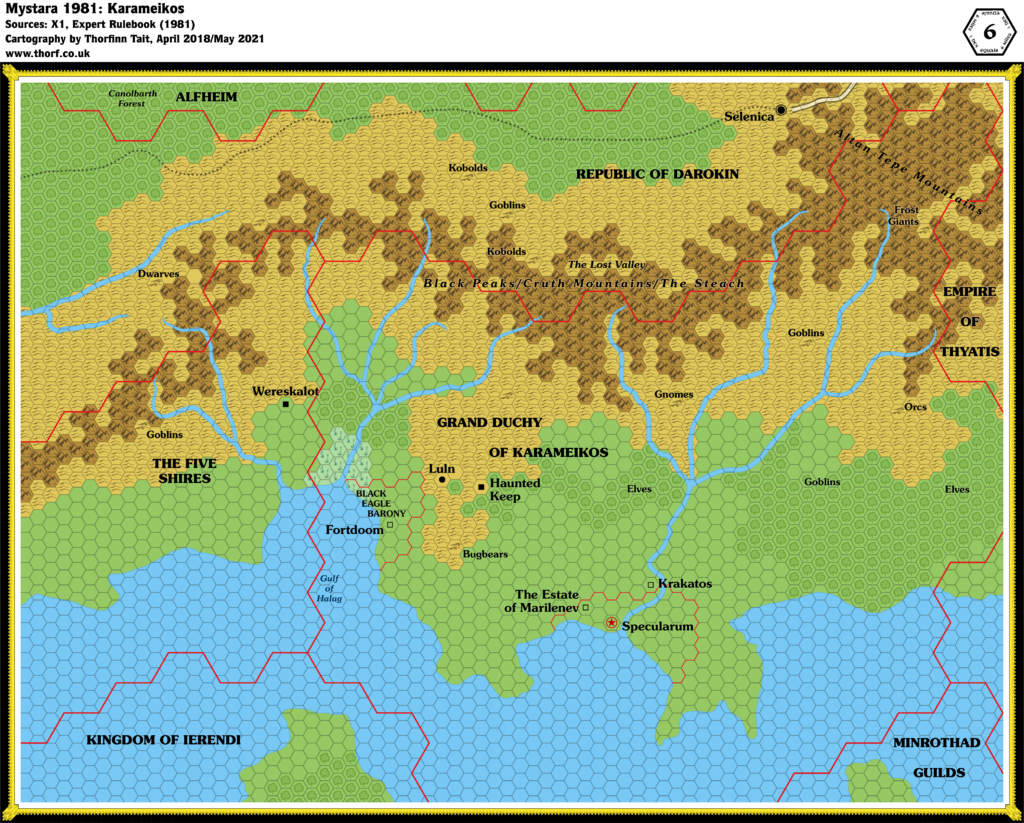 Mystara 1981: Karameikos
Sources: X1, Expert Rulebook (1981)
Cartography by Thorfinn Tait, April 2018/May 2021
www.thorf.co.uk
6
Canolbarth
Forest
ALFHEIM
Selenica
Altan Tepe Mountains
Kobolds
REPUBLIC OF DAROKIN
Goblins
Frost
Giants
Kobolds
The Lost Valley
Dwarves
Black Peaks/Cruth Mountains/The Steach
EMPIRE
OF
THYATIS
Goblins
Wereskalot
Gnomes
Orcs
GRAND DUCHY
OF KARAMEIKOS
Goblins
THE FIVE
SHIRES
Luln
Haunted
Keep
BLACK
EAGLE
BARONY
Elves
Goblins
Elves
Fortdoom
Bugbears
Gulf
of
Halag
Krakatos
The Estate
of Marilenev
Specularum
KINGDOM OF IERENDI
MINROTHAD
GUILDS